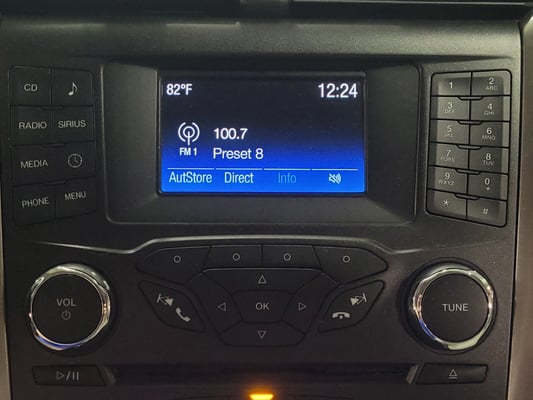 82°F 12:24
100.7
FM 1 Preset 8
AutStore Direct Info
CD
RADIO SIRIUS
MEDIA
PHONE MENU
1 2 ABC
3 DEF 4 GHI
5 JKL 6 MNO
7 PQRS 8 TUV
9 WXYZ 0 +
* #
VOL
OK
TUNE